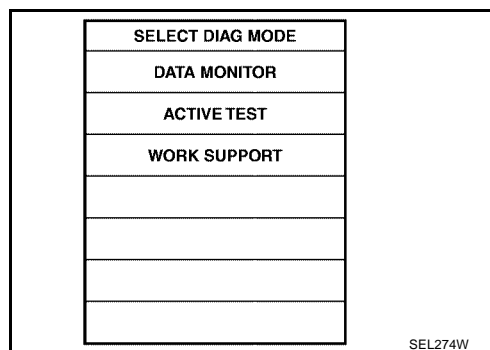 SELECT DIAG MODE
DATA MONITOR
ACTIVE TEST
WORK SUPPORT
SEL274W